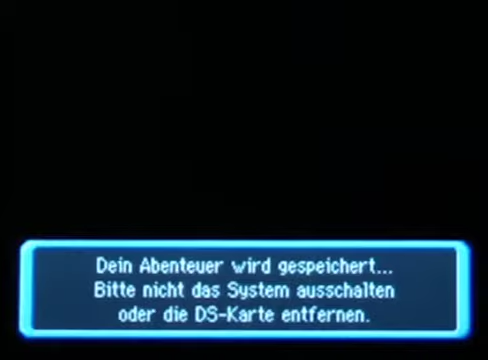 Dein Abenteuer wird gespeichert...
Bitte nicht das System ausschalten
oder die DS-Karte entfernen.